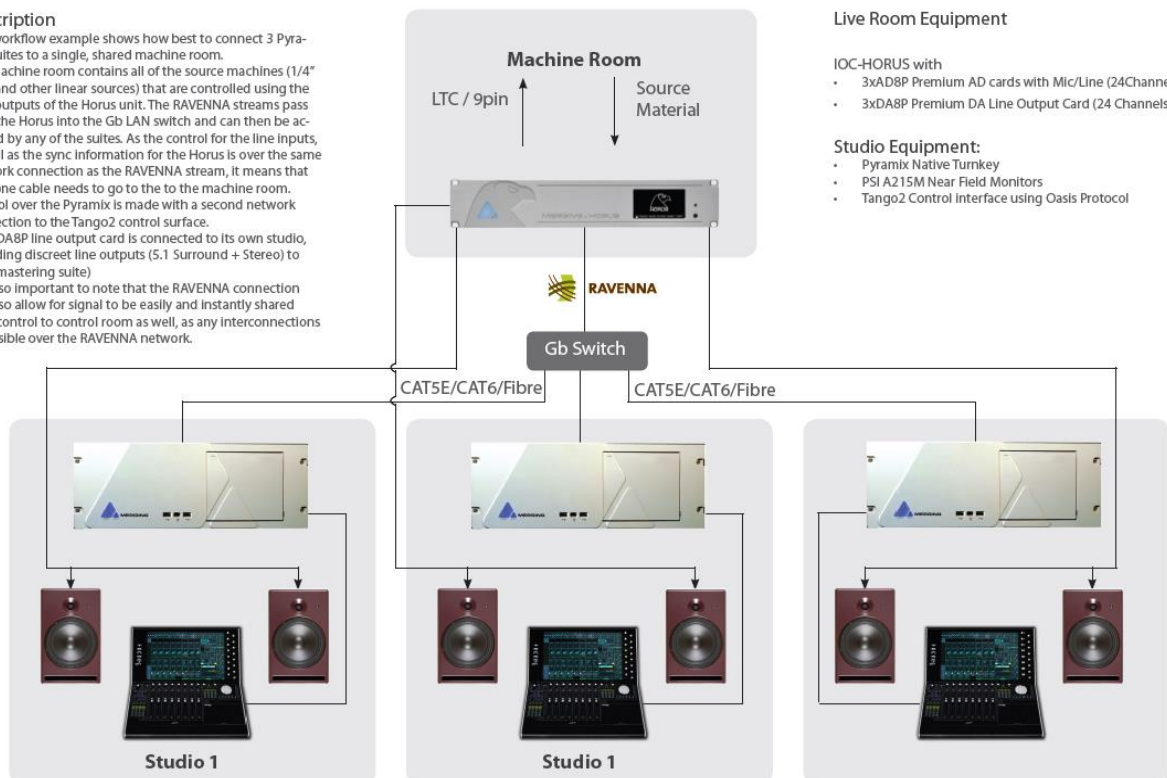 cription
workflow example shows how best to connect 3 Pyra-
uites to a single, shared machine room.
achine room contains all of the source machines (1/4"
and other linear sources) that are controlled using the
outputs of the Horus unit. The RAVENNA streams pass
the Horus into the Gb LAN switch and can then be ac-
d by any of the suites. As the control for the line inputs,
ll as the sync information for the Horus is over the same
ork connection as the RAVENNA stream, it means that
one cable needs to go to the to the machine room.
ol over the Pyramix is made with a second network
ection to the Tango2 control surface.
DA8P line output card is connected to its own studio,
ding discreet line outputs (5.1 Surround + Stereo) to
mastering suite)
so important to note that the RAVENNA connection
so allow for signal to be easily and instantly shared
control to control room as well, as any interconnections
sible over the RAVENNA network.
Machine Room
LTC / 9pin
Source
Material
MERGING HORUS
HORUS
RAVENNA
Gb Switch
CAT5E/CAT6/Fibre
CAT5E/CAT6/Fibre
Live Room Equipment
IOC-HORUS with
• 3xAD8P Premium AD cards with Mic/Line (24Channe
• 3xDA8P Premium DA Line Output Card (24 Channels
Studio Equipment:
• Pyramix Native Turnkey
• PSI A215M Near Field Monitors
• Tango2 Control interface using Oasis Protocol
MERGING
MERGING
MERGING
Studio 1
Studio 1